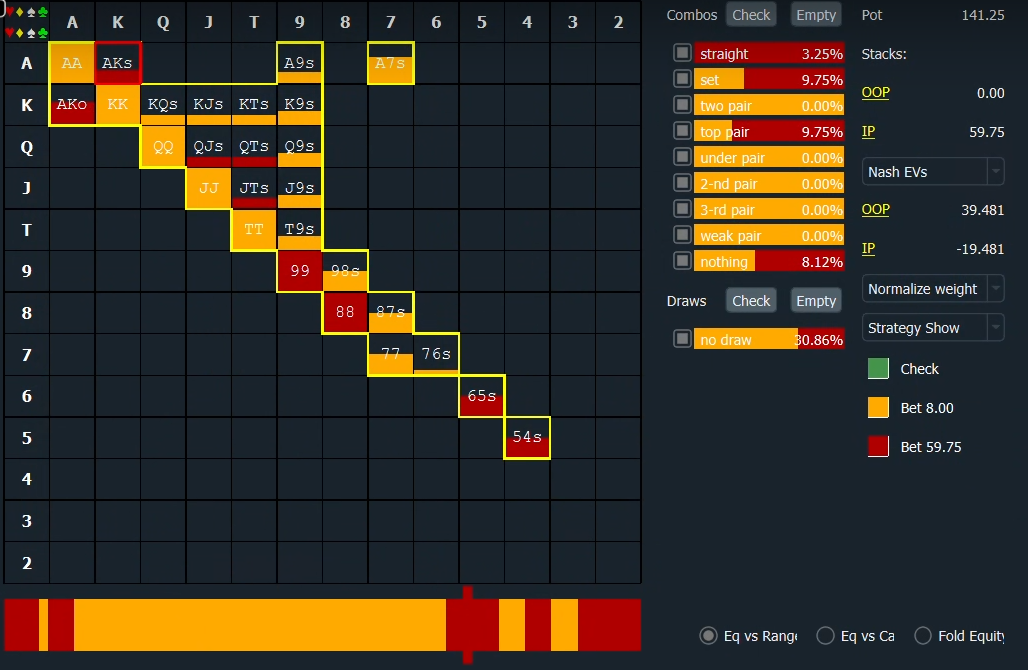 A K Q J T 9 8 7 6 5 4 3 2
A AA AKs A9s A7s
K AKo KK KQs KJs KTs K9s
Q QQ QJs QTs Q9s
J JJ JTs J9s
T TT T9s
9 99 98s
8 88 87s
7 77 76s
6 65s
5 54s
4
3
2
Combos Check Empty
straight 3.25%
set 9.75%
two pair 0.00%
top pair 9.75%
under pair 0.00%
2-nd pair 0.00%
3-rd pair 0.00%
weak pair 0.00%
nothing 8.12%
Draws Check Empty
no draw 30.86%
Pot 141.25
Stacks:
OOP 0.00
IP 59.75
Nash EVs
OOP 39.481
IP -19.481
Normalize weight
Strategy Show
Check
Bet 8.00
Bet 59.75
Eq vs Range Eq vs Ca Fold Equity